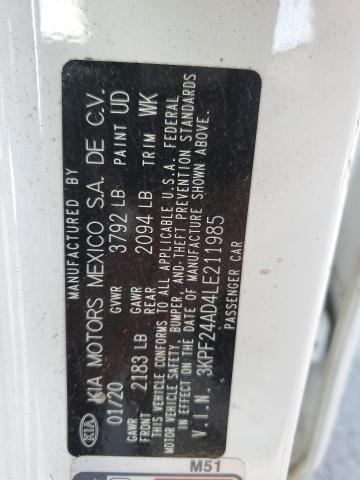 MANUFACTURED BY
KIA KIA MOTORS MEXICO S.A. DE C.V.
01/20 GVWR 3792 LB PAINT UD
GAWR FRONT 2183 LB GAWR REAR 2094 LB TRIM WK
THIS VEHICLE CONFORMS TO ALL APPLICABLE U.S.A. FEDERAL
MOTOR VEHICLE SAFETY, BUMPER, AND THEFT PREVENTION STANDARDS
IN EFFECT ON THE DATE OF MANUFACTURE SHOWN ABOVE.
V.I.N. 3KPF24AD4LE211985
PASSENGER CAR
M51